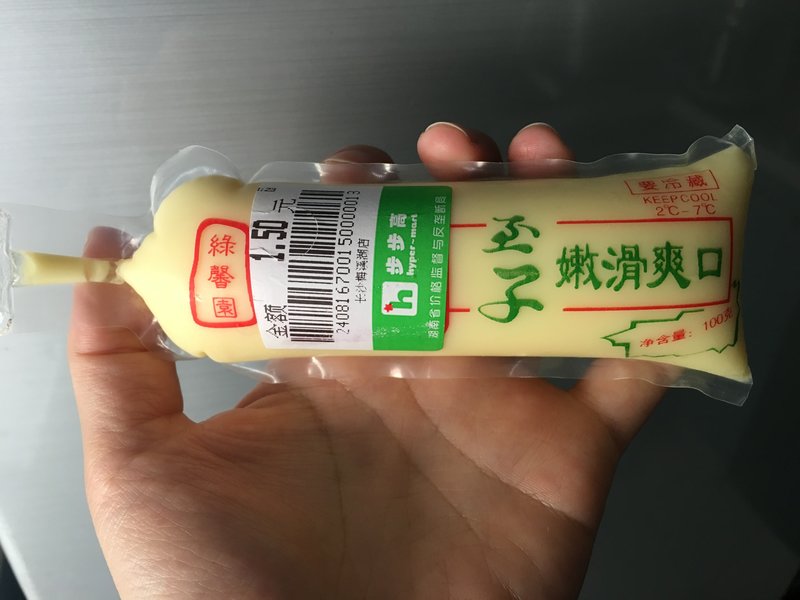 綠馨園
1:29
金额 1.50 元
2408167001500000013
长沙梅溪湖店
步步高
hyper-mart
湖南省价格监督与反垄断局
嫩滑爽口
要冷藏
KEEP COOL
2℃-7℃
净含量: 100克